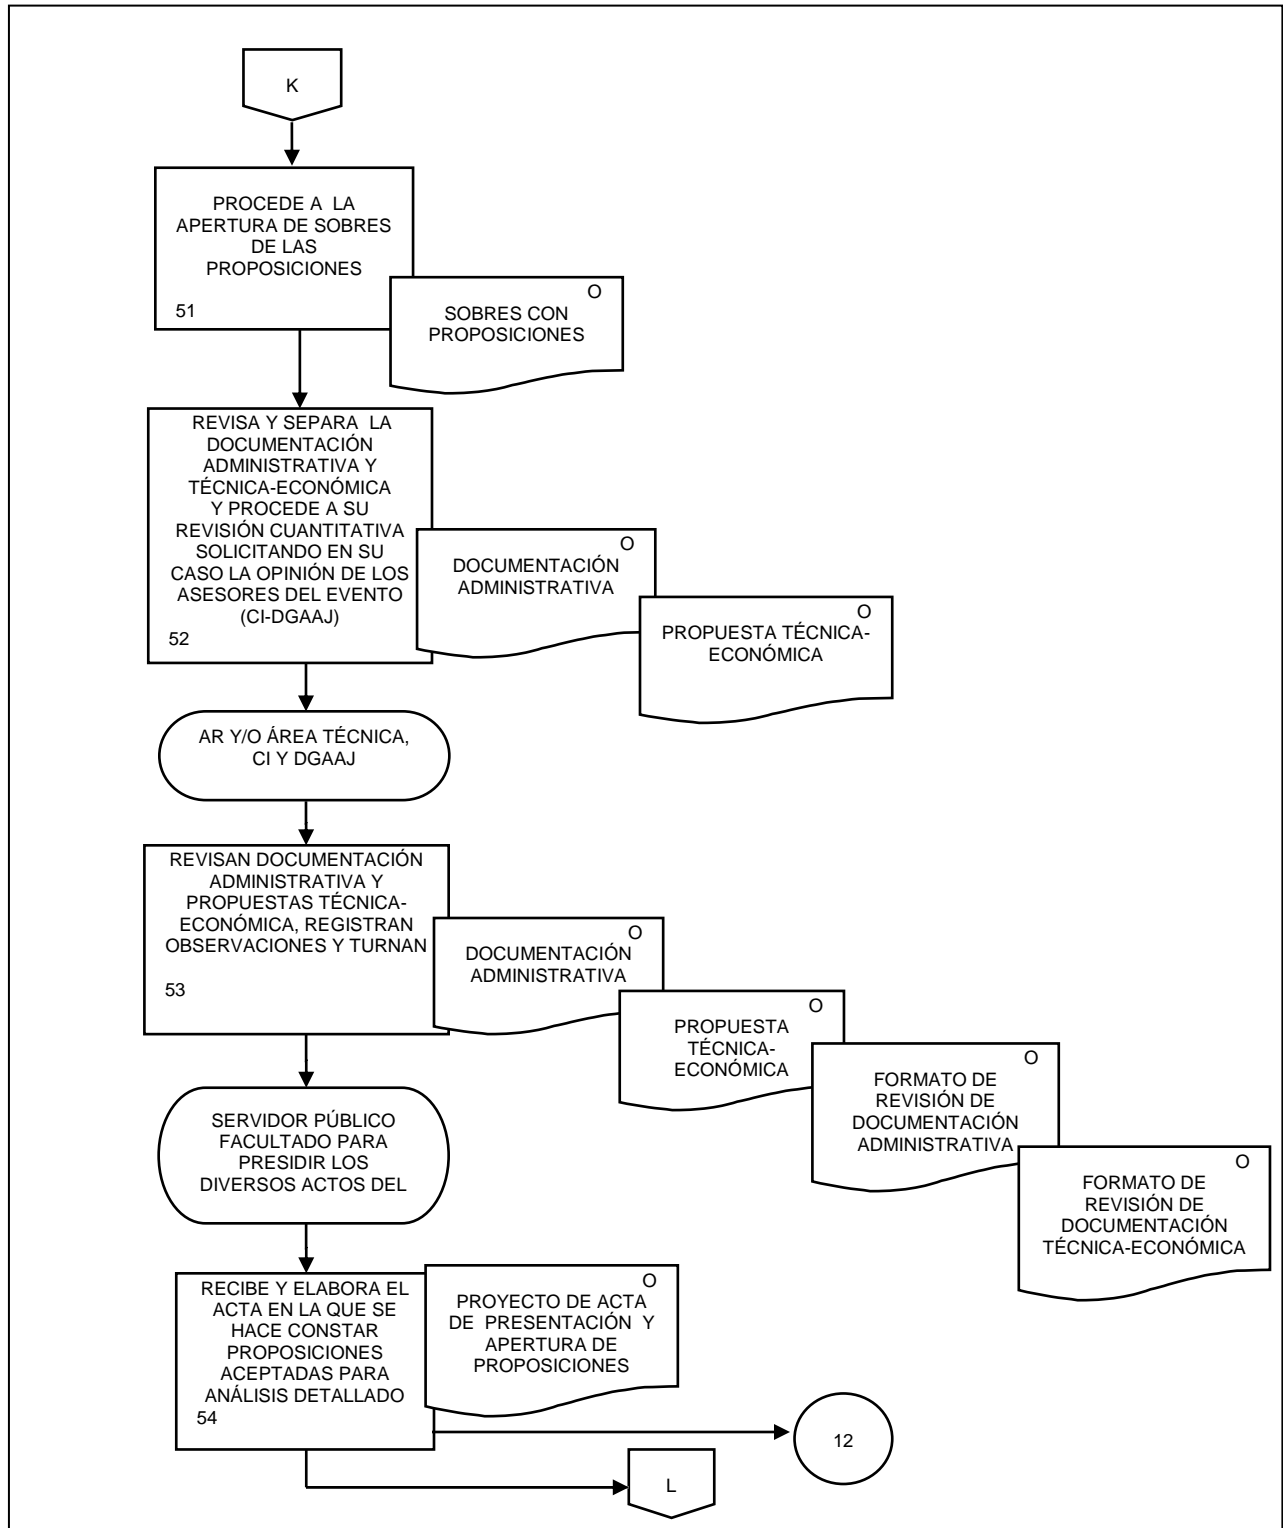 K
PROCEDE A LA
APERTURA DE SOBRES
DE LAS
PROPOSICIONES
51
O
SOBRES CON
PROPOSICIONES
REVISA Y SEPARA LA
DOCUMENTACIÓN
ADMINISTRATIVA Y
TÉCNICA-ECONÓMICA
Y PROCEDE A SU
REVISIÓN CUANTITATIVA
SOLICITANDO EN SU
CASO LA OPINIÓN DE LOS
ASESORES DEL EVENTO
(CI-DGAAJ)
52
O
DOCUMENTACIÓN
ADMINISTRATIVA
O
PROPUESTA TÉCNICA-
ECONÓMICA
AR Y/O ÁREA TÉCNICA,
CI Y DGAAJ
REVISAN DOCUMENTACIÓN
ADMINISTRATIVA Y
PROPUESTAS TÉCNICA-
ECONÓMICA, REGISTRAN
OBSERVACIONES Y TURNAN
53
O
DOCUMENTACIÓN
ADMINISTRATIVA
O
PROPUESTA
TÉCNICA-
ECONÓMICA
O
FORMATO DE
REVISIÓN DE
DOCUMENTACIÓN
ADMINISTRATIVA
O
FORMATO DE
REVISIÓN DE
DOCUMENTACIÓN
TÉCNICA-ECONÓMICA
SERVIDOR PÚBLICO
FACULTADO PARA
PRESIDIR LOS
DIVERSOS ACTOS DEL
RECIBE Y ELABORA EL
ACTA EN LA QUE SE
HACE CONSTAR
PROPOSICIONES
ACEPTADAS PARA
ANÁLISIS DETALLADO
54
O
PROYECTO DE ACTA
DE PRESENTACIÓN Y
APERTURA DE
PROPOSICIONES
12
L